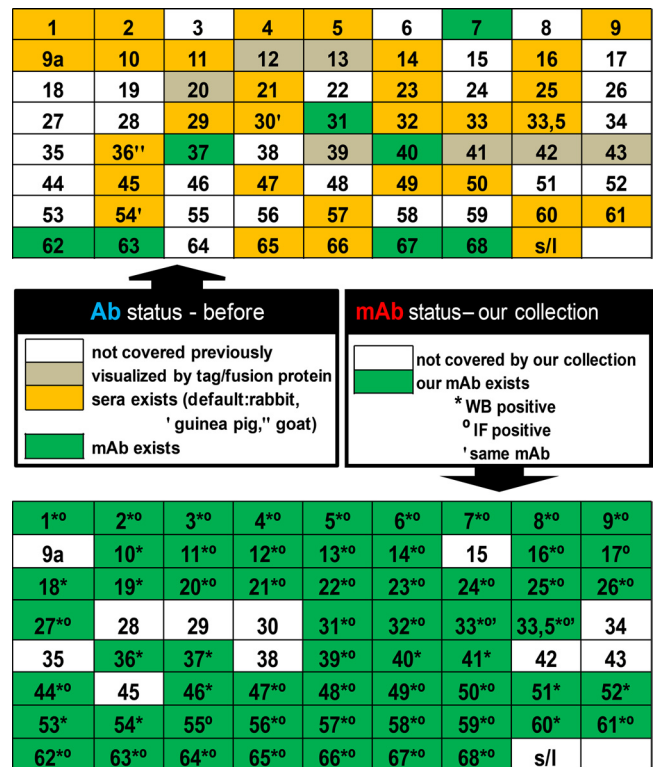 1 2 3 4 5 6 7 8 9
9a 10 11 12 13 14 15 16 17
18 19 20 21 22 23 24 25 26
27 28 29 30' 31 32 33 33,5 34
35 36'' 37 38 39 40 41 42 43
44 45 46 47 48 49 50 51 52
53 54' 55 56 57 58 59 60 61
62 63 64 65 66 67 68 s/l
Ab status - before
not covered previously
visualized by tag/fusion protein
sera exists (default:rabbit,
' guinea pig,'' goat)
mAb exists
mAb status– our collection
not covered by our collection
our mAb exists
* WB positive
º IF positive
' same mAb
1*º 2*º 3*º 4*º 5*º 6*º 7*º 8*º 9*º
9a 10* 11*º 12*º 13*º 14*º 15 16*º 17º
18* 19* 20*º 21*º 22*º 23*º 24*º 25*º 26*º
27*º 28 29 30 31*º 32*º 33*º' 33,5*º' 34
35 36* 37* 38 39*º 40* 41* 42 43
44*º 45 46* 47*º 48*º 49*º 50*º 51* 52*
53* 54* 55º 56*º 57*º 58*º 59*º 60* 61*º
62*º 63*º 64*º 65*º 66*º 67*º 68*º s/l